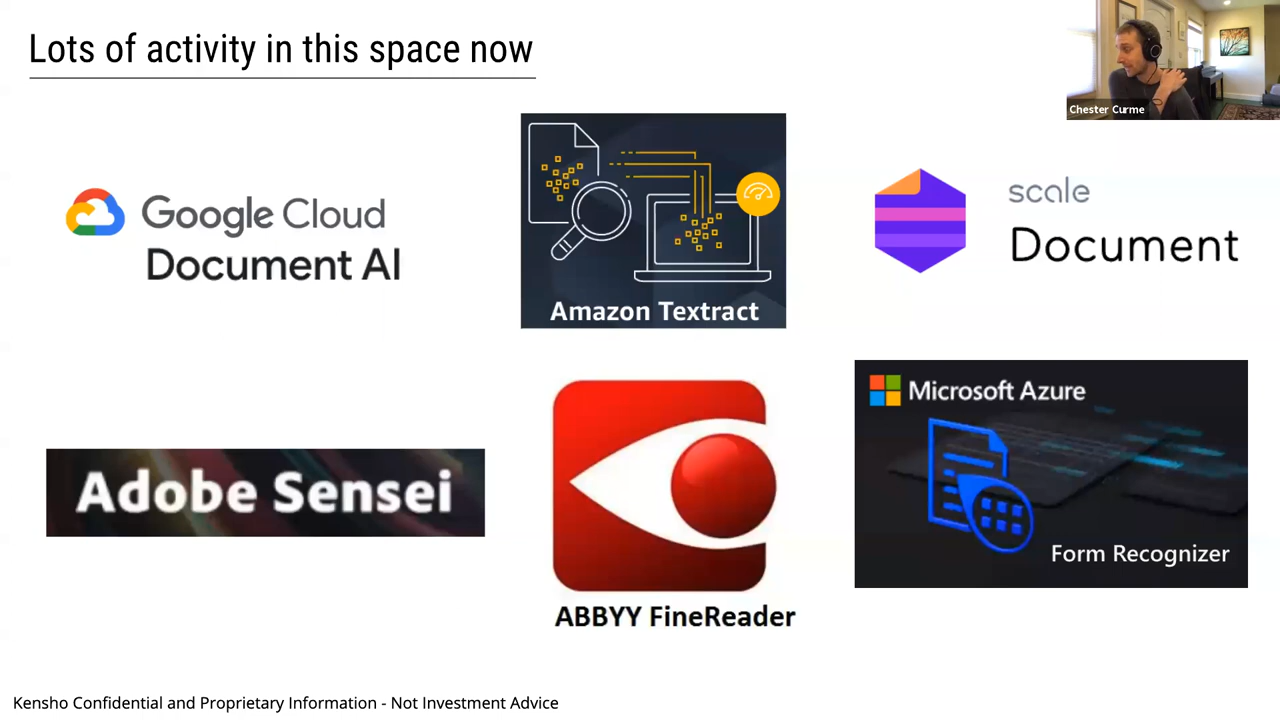 Lots of activity in this space now
Chester Curme
Google Cloud
Document AI
Amazon Textract
scale
Document
Adobe Sensei
ABBYY FineReader
Microsoft Azure
Form Recognizer
Kensho Confidential and Proprietary Information - Not Investment Advice